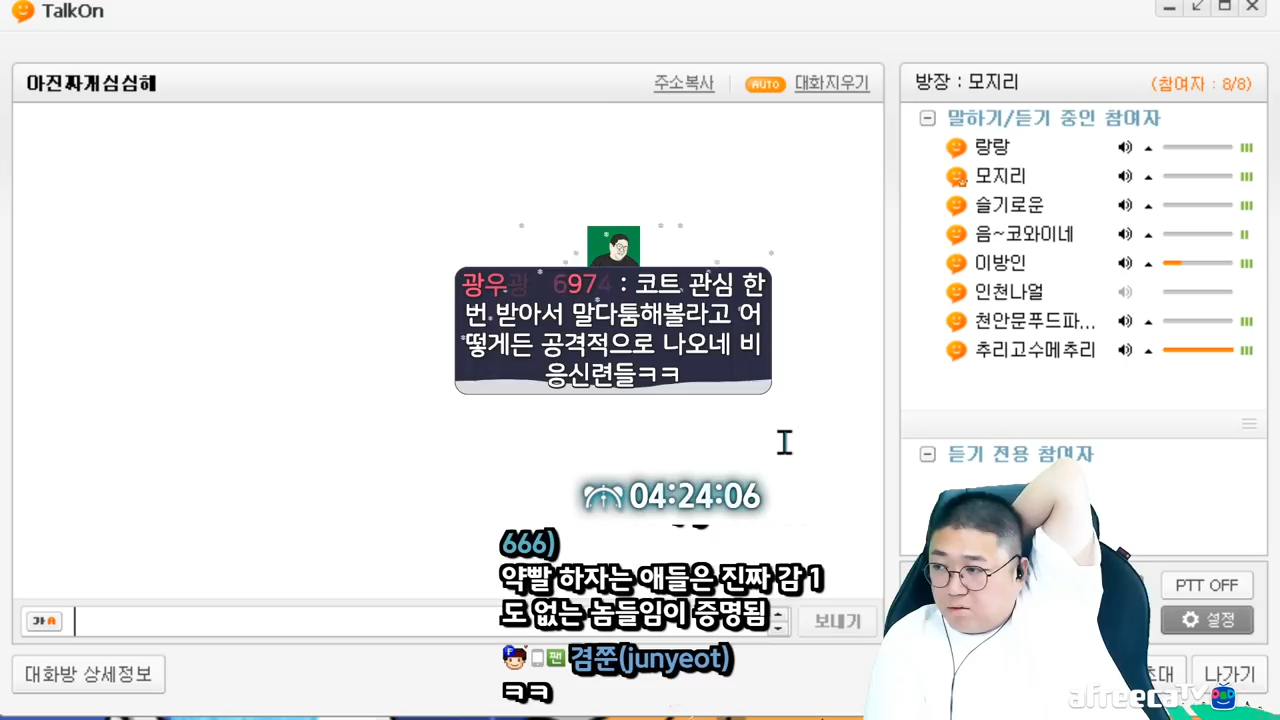 TalkOn
아진짜개심심해
주소복사
AUTO
대화지우기
방장 : 모지리
(참여자 : 8/8)
말하기/듣기 중인 참여자
랑랑
모지리
슬기로운
음~코와이네
이방인
인천나얼
천안문푸드파...
추리고수메추리
광우광 6974 : 코트 관심 한
번 받아서 말다툼해볼라고 어
떻게든 공격적으로 나오네 비
응신련들ㅋㅋ
듣기 전용 참여자
04:24:06
666)
약빨 하자는 애들은 진짜 감 1
도 없는 놈들임이 증명됨
팬
겸쭌(junyeot)
ㅋㅋ
가
보내기
PTT OFF
설정
대화방 상세정보
초대
나가기
afreecaTV